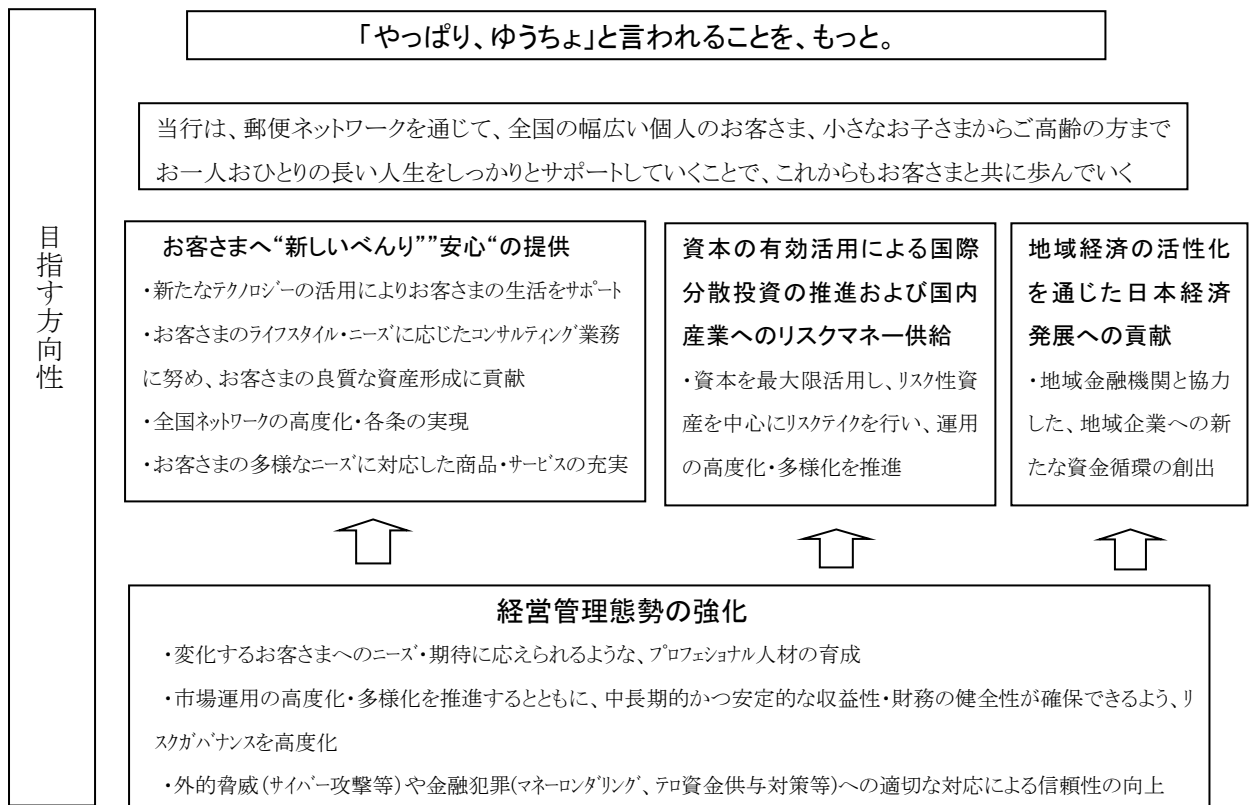 目指す方向性
「やっぱり、ゆうちょ」と言われることを、もっと。
当行は、郵便ネットワークを通じて、全国の幅広い個人のお客さま、小さなお子さまからご高齢の方まで
お一人おひとりの長い人生をしっかりとサポートしていくことで、これからもお客さまと共に歩んでいく
お客さまへ“新しいべんり””安心“の提供
・新たなﾃｸﾉﾛｼﾞｰの活用によりお客さまの生活をｻﾎﾟｰﾄ
・お客さまのﾗｲﾌｽﾀｲﾙ・ﾆｰｽﾞに応じたｺﾝｻﾙﾃｨﾝｸﾞ業務
に努め、お客さまの良質な資産形成に貢献
・全国ﾈｯﾄﾜｰｸの高度化・各条の実現
・お客さまの多様なﾆｰｽﾞに対応した商品・ｻｰﾋﾞｽの充実
資本の有効活用による国際
分散投資の推進および国内
産業へのリスクマネー供給
・資本を最大限活用し、ﾘｽｸ性資
産を中心にﾘｽｸﾃｲｸを行い、運用
の高度化・多様化を推進
地域経済の活性化
を通じた日本経済
発展への貢献
・地域金融機関と協力
した、地域企業への新
たな資金循環の創出
経営管理態勢の強化
・変化するお客さまへのﾆｰｽﾞ・期待に応えられるような、ﾌﾟﾛﾌｪｼｮﾅﾙ人材の育成
・市場運用の高度化・多様化を推進するとともに、中長期的かつ安定的な収益性・財務の健全性が確保できるよう、ﾘ
ｽｸｶﾞﾊﾞﾅﾝｽを高度化
・外的脅威(ｻｲﾊﾞｰ攻撃等)や金融犯罪(ﾏﾈｰﾛﾝﾀﾞﾘﾝｸﾞ、ﾃﾛ資金供与対策等)への適切な対応による信頼性の向上